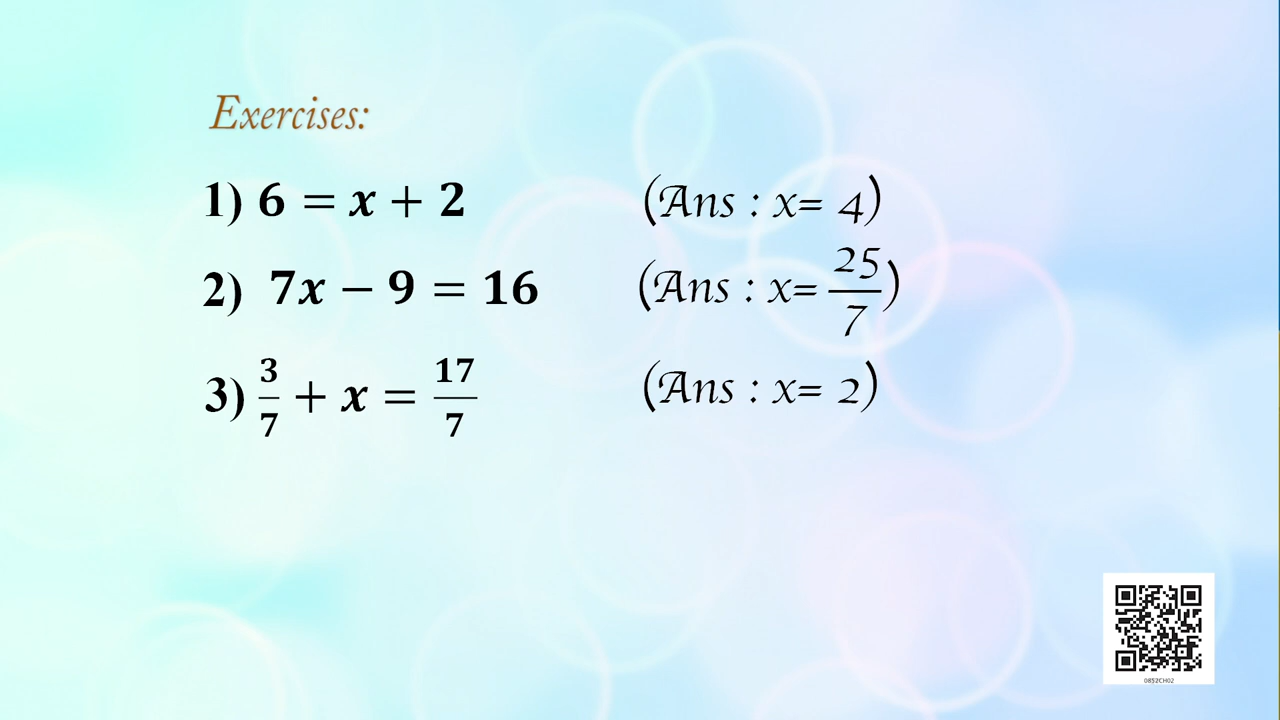 Exercises:
1) 6 = x + 2 (Ans : x= 4)
2) 7x − 9 = 16 (Ans : x= 25/7)
3) 3/7 + x = 17/7 (Ans : x= 2)
0852CH02